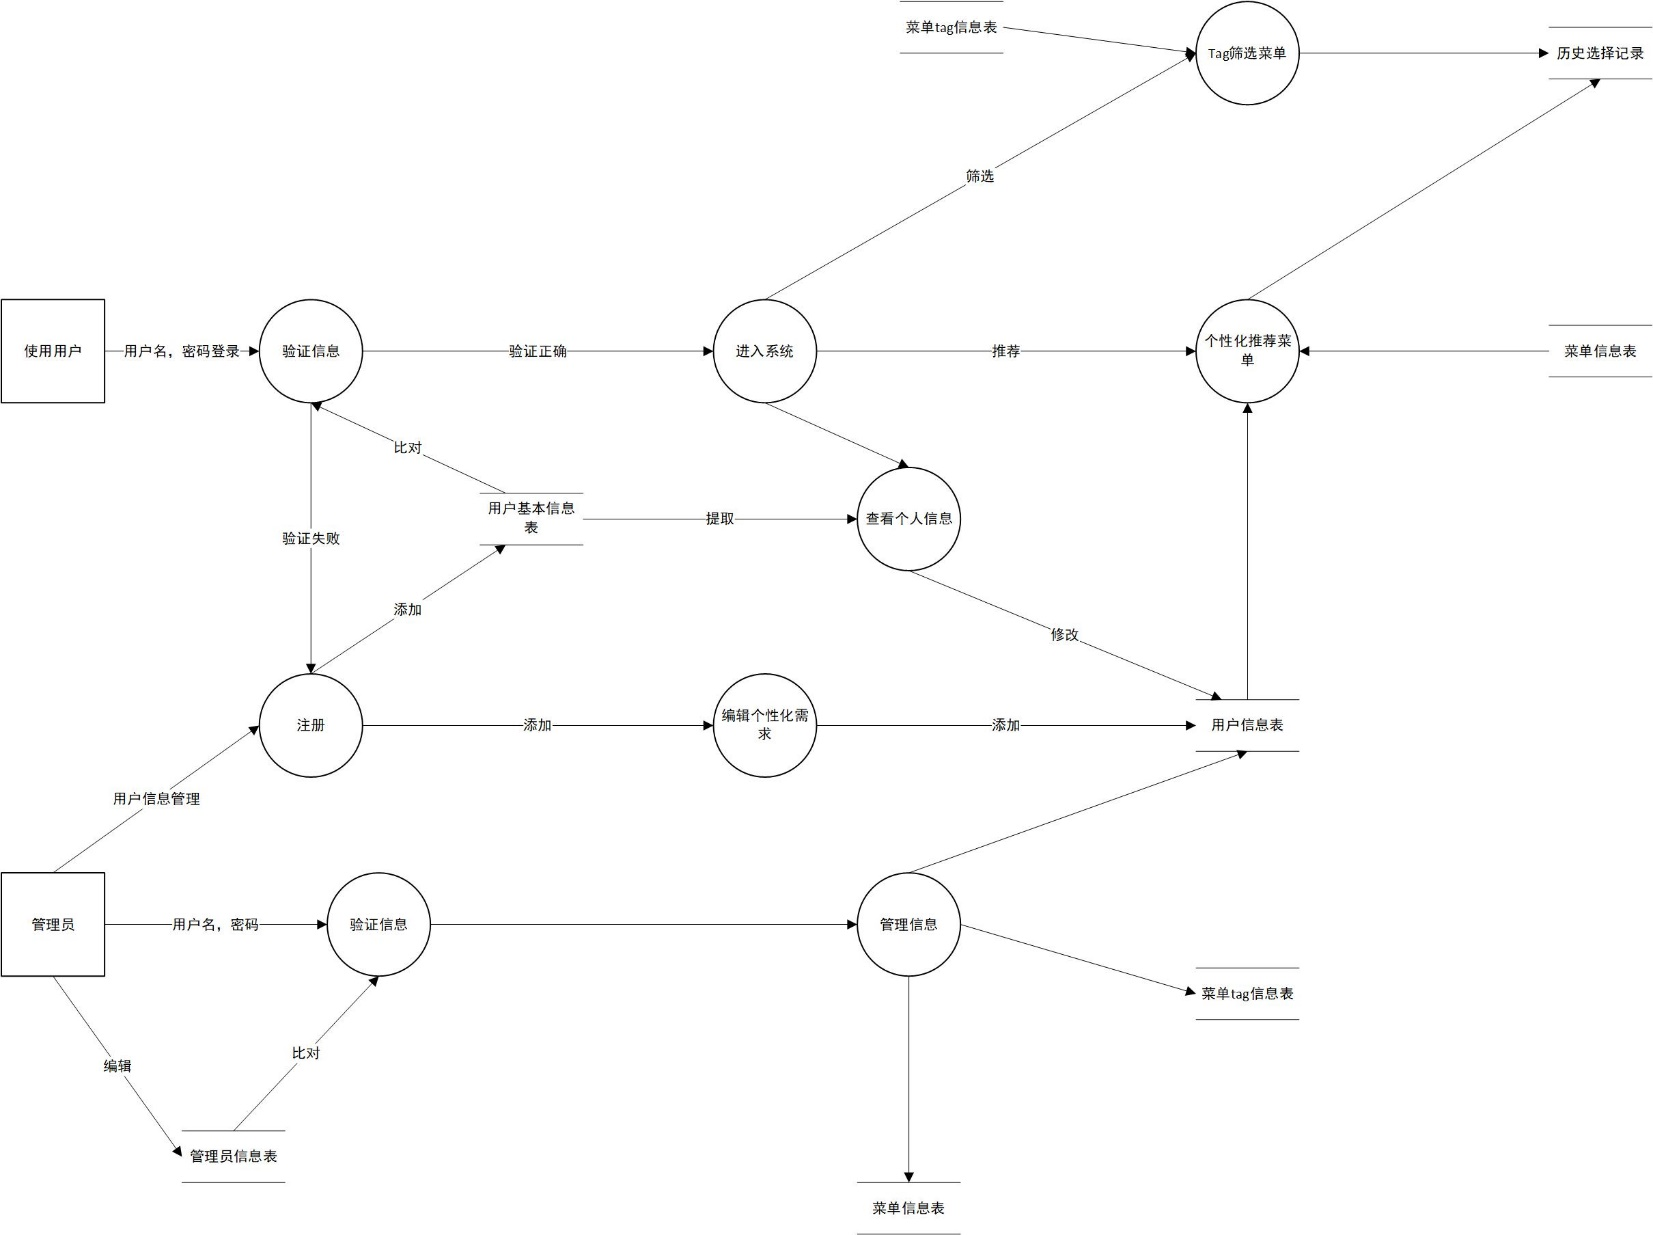 菜单tag信息表
Tag筛选菜单
历史选择记录
筛选
使用用户
用户名，密码登录
验证信息
验证正确
进入系统
推荐
个性化推荐菜
单
菜单信息表
比对
用户基本信息
表
提取
查看个人信息
验证失败
添加
修改
注册
添加
编辑个性化需
求
添加
用户信息表
用户信息管理
管理员
用户名，密码
验证信息
管理信息
菜单tag信息表
编辑
比对
管理员信息表
菜单信息表